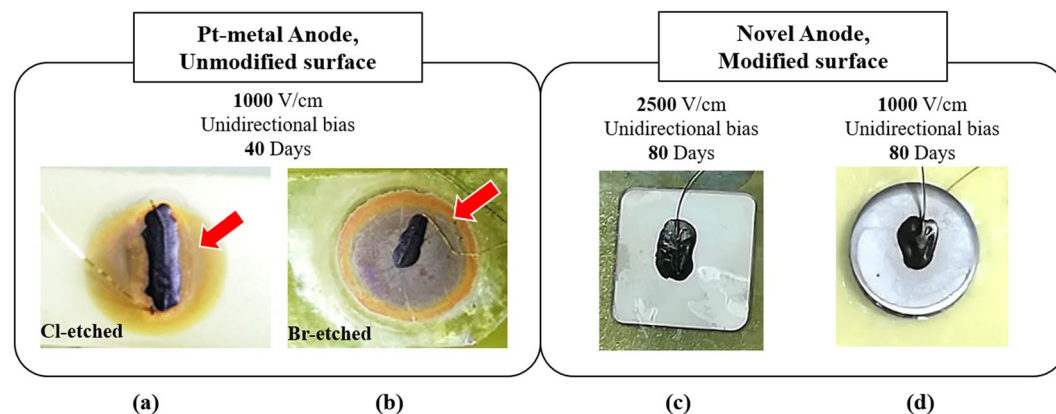 Pt-metal Anode,
Unmodified surface
1000 V/cm
Unidirectional bias
40 Days
Cl-etched
Br-etched
Novel Anode,
Modified surface
2500 V/cm
Unidirectional bias
80 Days
1000 V/cm
Unidirectional bias
80 Days
(a)
(b)
(c)
(d)